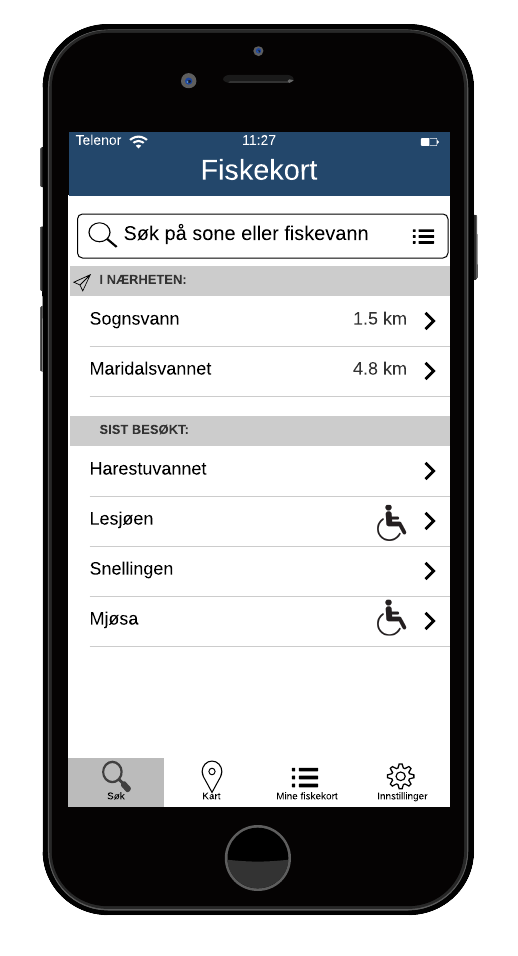 Telenor 11:27
Fiskekort
Søk på sone eller fiskevann
I NÆRHETEN:
Sognsvann 1.5 km
Maridalsvannet 4.8 km
SIST BESØKT:
Harestuvannet
Lesjøen
Snellingen
Mjøsa
Søk Kart Mine fiskekort Innstillinger